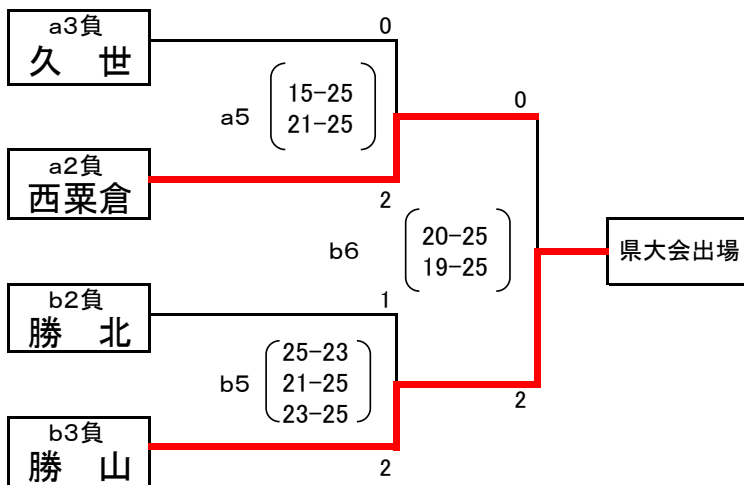 a3負
久　世
0
a5
15-25
21-25
0
a2負
西粟倉
2
b6
20-25
19-25
県大会出場
b2負
勝　北
1
b5
25-23
21-25
23-25
2
b3負
勝　山
2